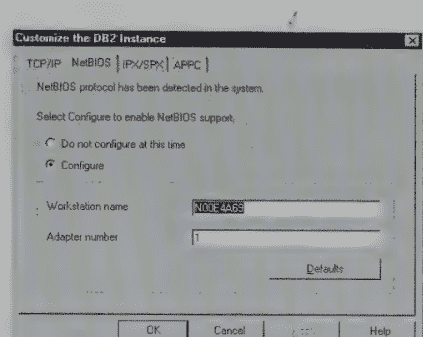 Customize the DB2 Instance
TCP/IP NetBIOS IPX/SPX APPC
NetBIOS protocol has been detected in the system.
Select Configure to enable NetBIOS support.
Do not configure at this time
Configure
Workstation name N00E4A69
Adapter number 1
Defaults
OK Cancel Help